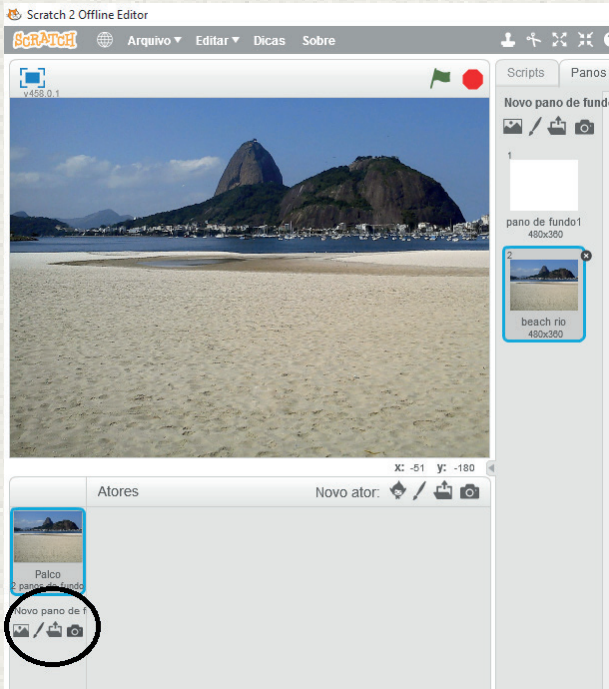 Scratch 2 Offline Editor
SCRATCH Arquivo Editar Dicas Sobre
v458.0.1
Scripts Panos
Novo pano de fund
1
pano de fundo1
480x360
2
beach rio
480x360
X: -51 y: -180
Atores Novo ator:
Palco
2 panos de fundo
Novo pano de f